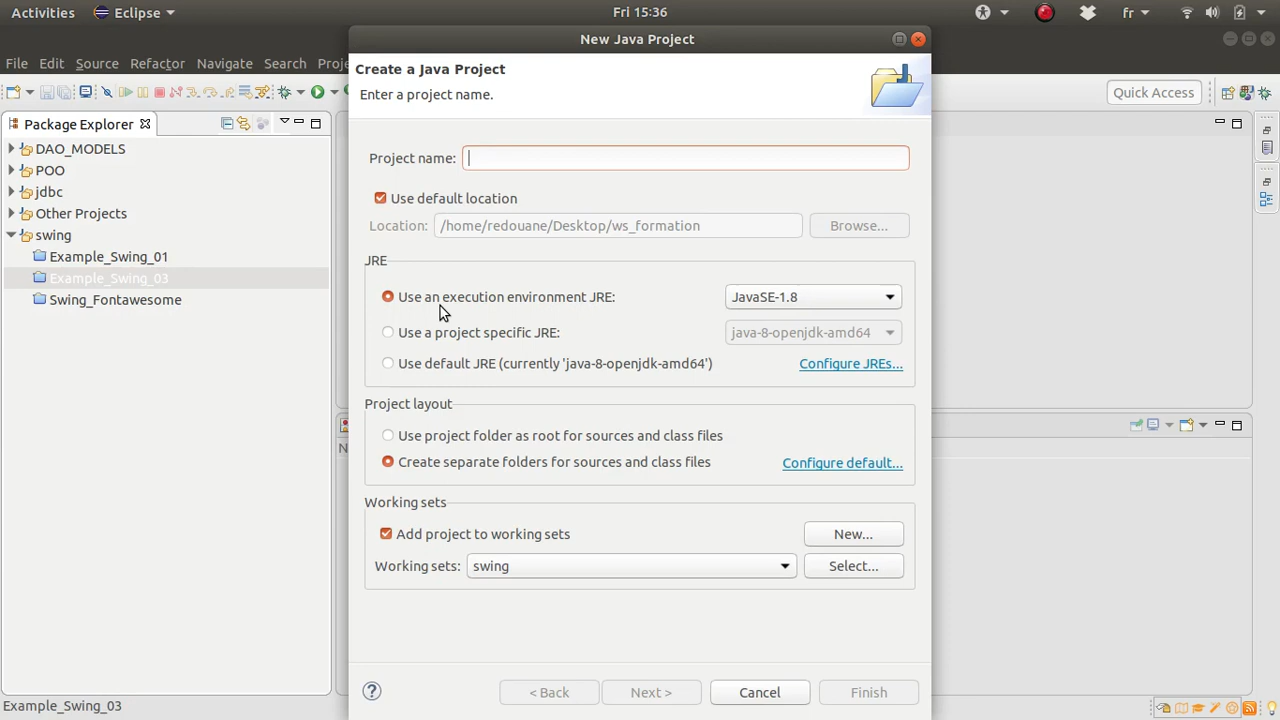 Activities Eclipse Fri 15:36 fr
New Java Project
File Edit Source Refactor Navigate Search
Create a Java Project
Enter a project name.
Quick Access
Package Explorer
DAO_MODELS
POO
jdbc
Other Projects
swing
Example_Swing_01
Example_Swing_03
Swing_Fontawesome
Project name:
Use default location
Location: /home/redouane/Desktop/ws_formation Browse...
JRE
Use an execution environment JRE: JavaSE-1.8
Use a project specific JRE: java-8-openjdk-amd64
Use default JRE (currently 'java-8-openjdk-amd64') Configure JREs...
Project layout
Use project folder as root for sources and class files
Create separate folders for sources and class files Configure default...
Working sets
Add project to working sets New...
Working sets: swing Select...
? < Back Next > Cancel Finish
Example_Swing_03